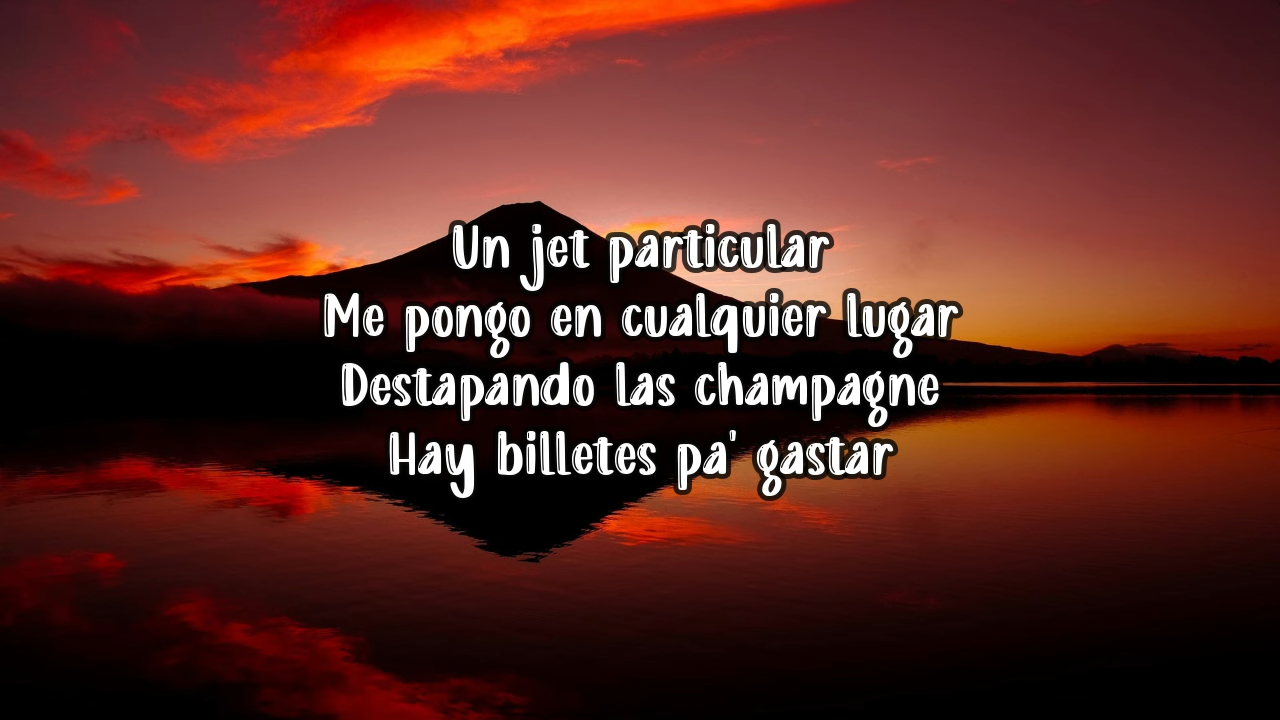 Un jet particular
Me pongo en cualquier lugar
Destapando las champagne
Hay billetes pa' gastar